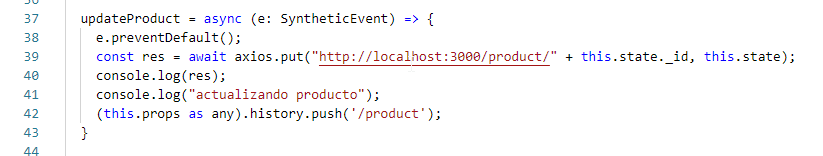 37 updateProduct = async (e: SyntheticEvent) => {
38 e.preventDefault();
39 const res = await axios.put("http://localhost:3000/product/" + this.state._id, this.state);
40 console.log(res);
41 console.log("actualizando producto");
42 (this.props as any).history.push('/product');
43 }
44